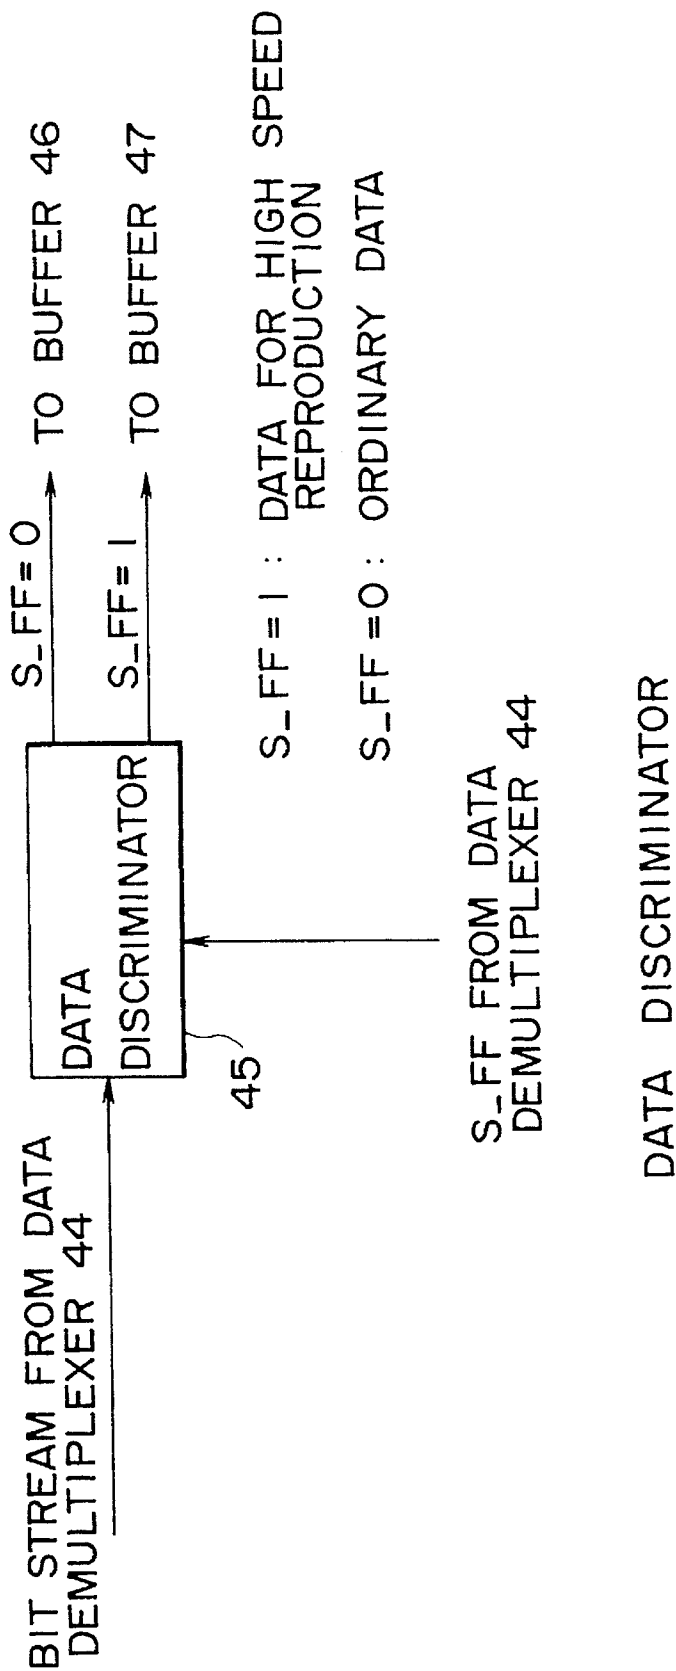 BIT STREAM FROM DATA
DEMULTIPLEXER 44
DATA
DISCRIMINATOR
45
S_FF=0
TO BUFFER 46
S_FF=1
TO BUFFER 47
S_FF=1: DATA FOR HIGH SPEED
REPRODUCTION
S_FF=0: ORDINARY DATA
S_FF FROM DATA
DEMULTIPLEXER 44
DATA DISCRIMINATOR